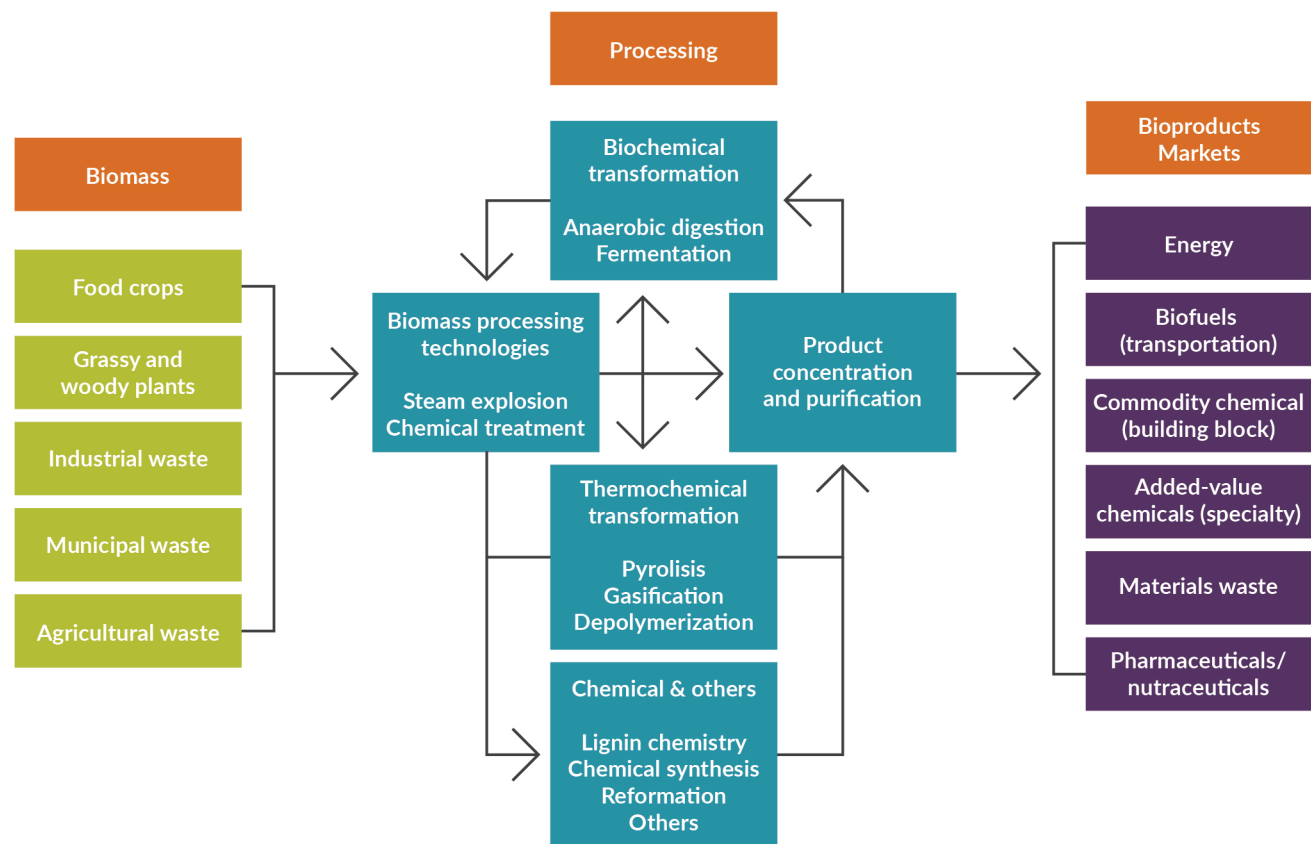 Processing
Biomass
Bioproducts
Markets
Food crops
Grassy and
woody plants
Industrial waste
Municipal waste
Agricultural waste
Biochemical
transformation
Anaerobic digestion
Fermentation
Biomass processing
technologies
Steam explosion
Chemical treatment
Product
concentration
and purification
Thermochemical
transformation
Pyrolisis
Gasification
Depolymerization
Chemical & others
Lignin chemistry
Chemical synthesis
Reformation
Others
Energy
Biofuels
(transportation)
Commodity chemical
(building block)
Added-value
chemicals (specialty)
Materials waste
Pharmaceuticals/
nutraceuticals